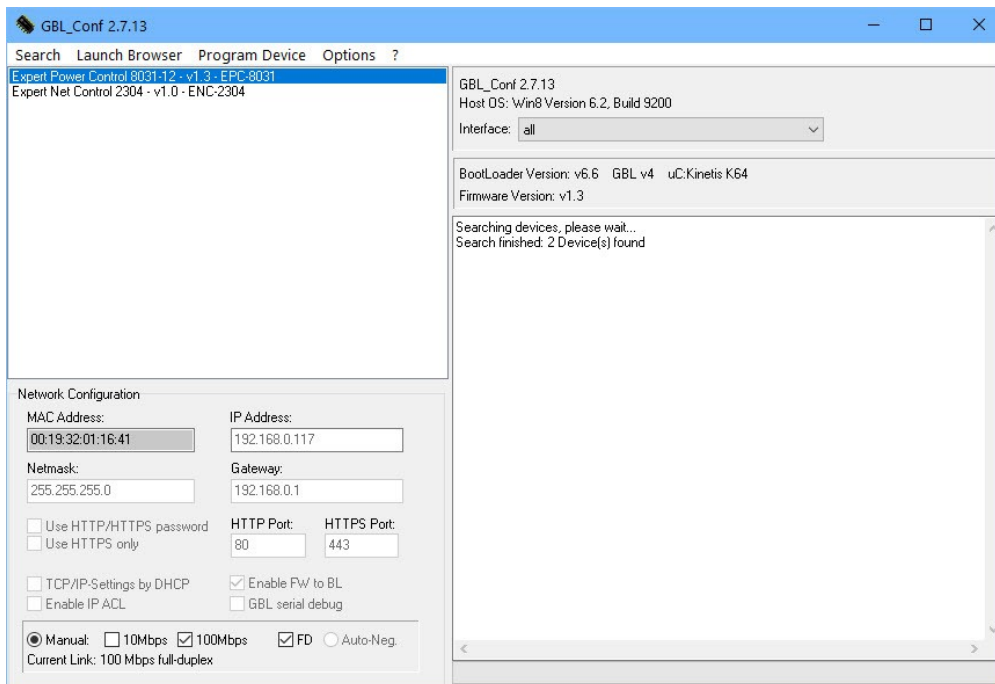 GBL_Conf 2.7.13
Search Launch Browser Program Device Options ?
Expert Power Control 8031-12 - v1.3 - EPC-8031
Expert Net Control 2304 - v1.0 - ENC-2304
GBL_Conf 2.7.13
Host OS: Win8 Version 6.2, Build 9200
Interface: all
BootLoader Version: v6.6 GBL v4 uC:Kinetis K64
Firmware Version: v1.3
Searching devices, please wait...
Search finished: 2 Device(s) found
Network Configuration
MAC Address: IP Address:
00:19:32:01:16:41 192.168.0.117
Netmask: Gateway:
255.255.255.0 192.168.0.1
Use HTTP/HTTPS password HTTP Port: HTTPS Port:
Use HTTPS only 80 443
TCP/IP-Settings by DHCP Enable FW to BL
Enable IP ACL GBL serial debug
Manual: 10Mbps 100Mbps FD Auto-Neg.
Current Link: 100 Mbps full-duplex